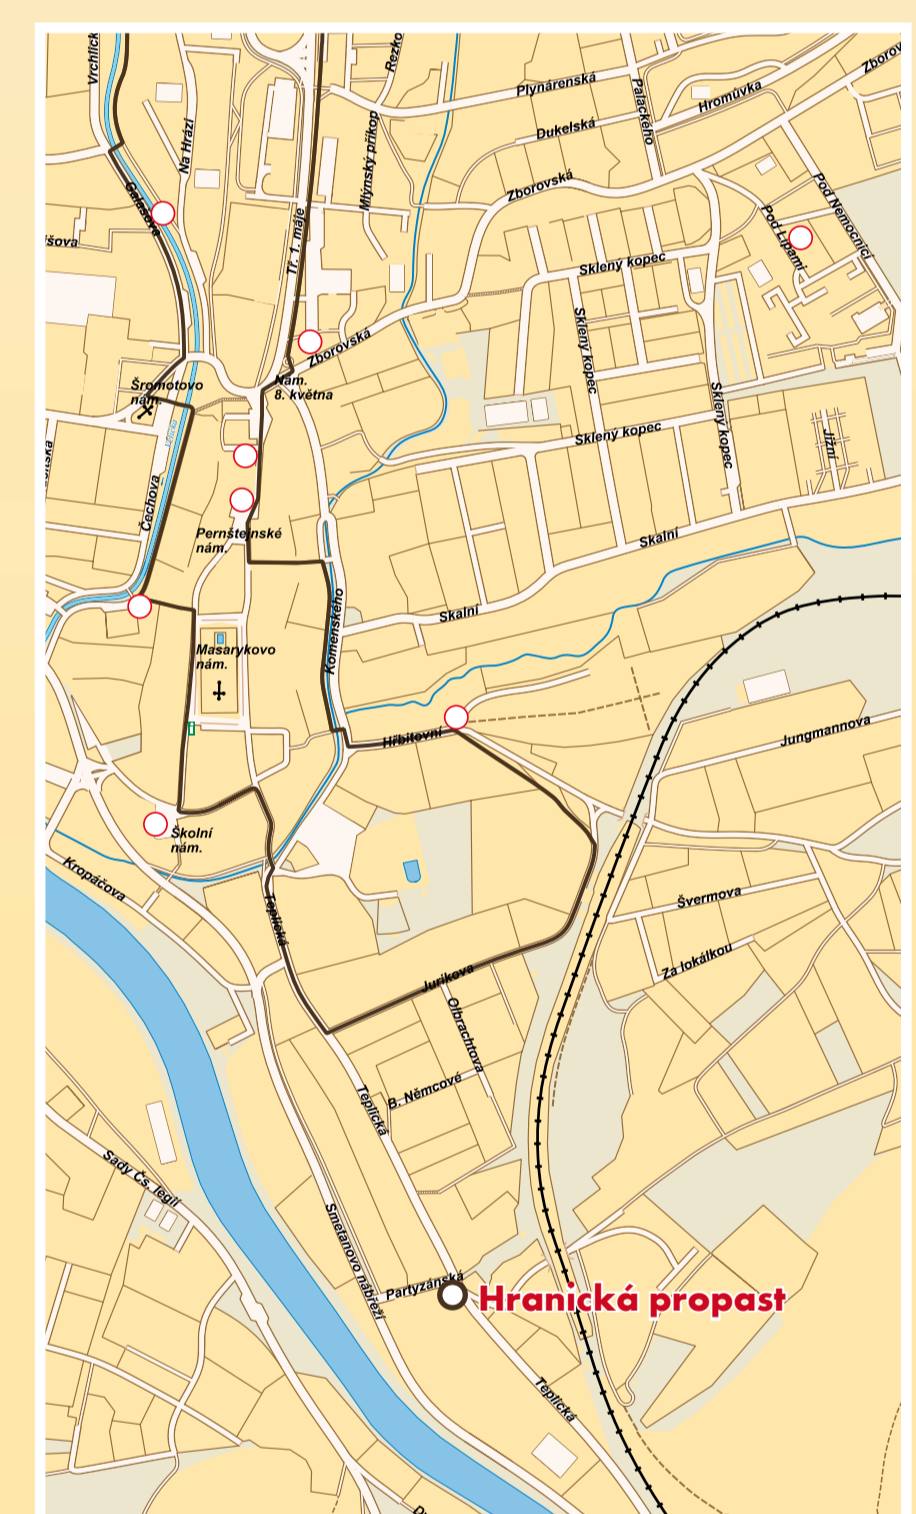 Vrchlick
Rezko
Zborov
Plynárenská
Palackého
Hromůvka
Na Hrázi
Mlýnský příkop
Dukelská
Galašova
Zborovská
Pod Nemocnicí
Pod Lipami
išova
Tř. 1. máje
Sklený kopec
Zborovská
Sklený kopec
Šromotovo
nám.
Nám.
8. května
Sklený kopec
Sklený kopec
Jižní
Čechova
Pernštejnské
nám.
Skalní
Komenského
Skalní
Masarykovo
nám.
Hřbitovní
Jungmannova
Školní
nám.
Kropáčova
Švermova
Teplická
Za lokálkou
Jurikova
Olbrachtova
B. Němcové
Teplická
Sady Čs. legií
Smetanovo nábřeží
Partyzánská
Hranická propast
Teplická